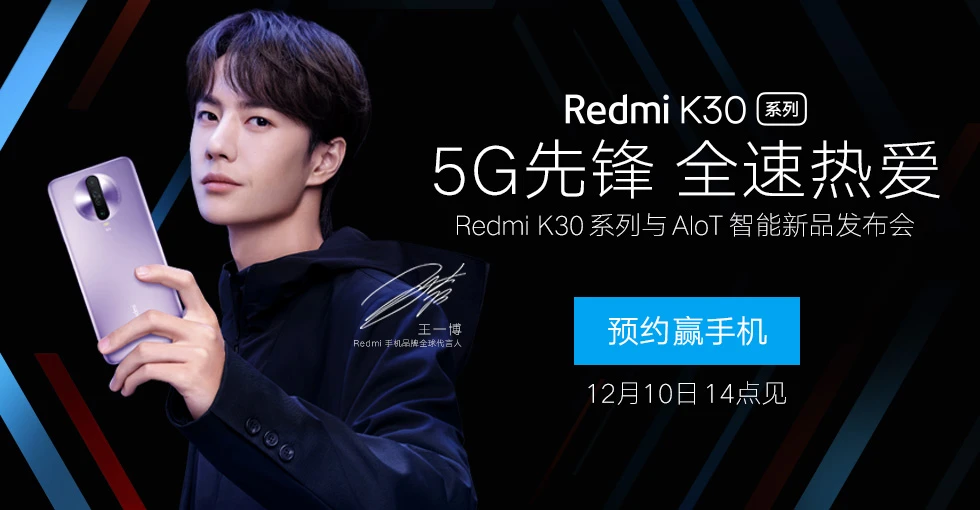 Redmi K30 系列
5G先锋 全速热爱
Redmi K30 系列与 AIoT 智能新品发布会
王一博
Redmi 手机品牌全球代言人
预约赢手机
12月10日 14点见